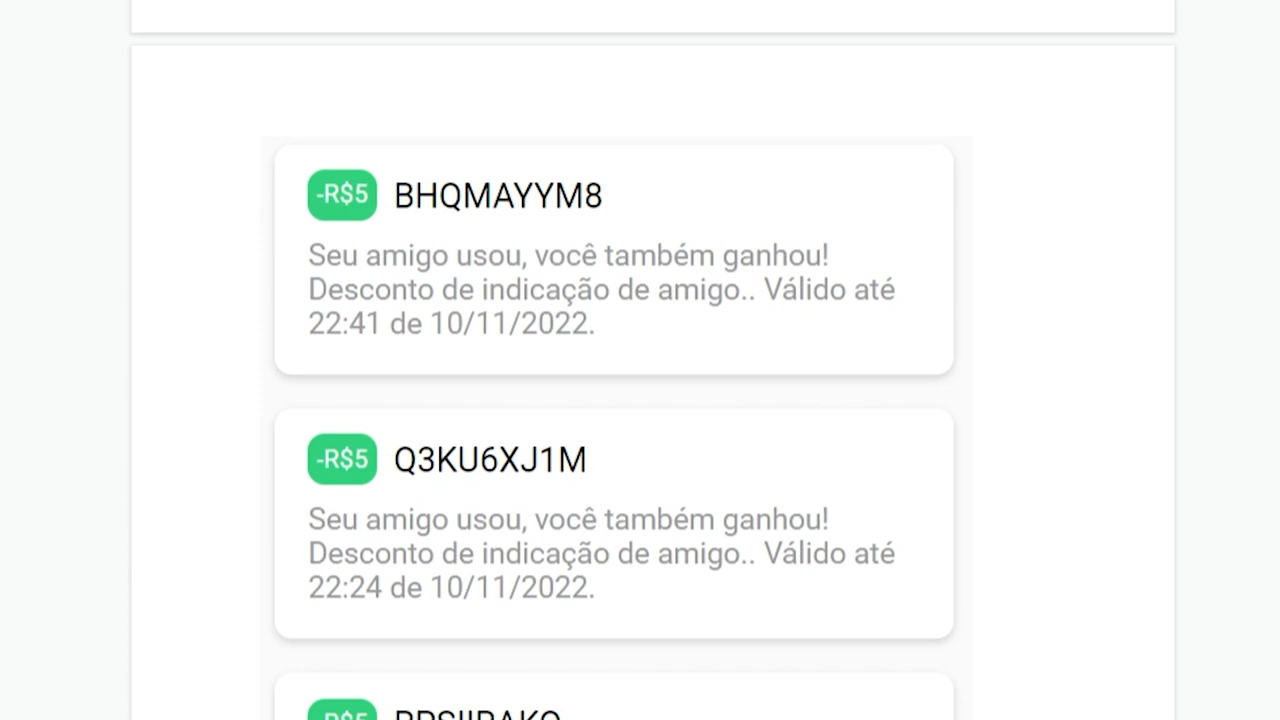 -R$5 BHQMAYYM8
Seu amigo usou, você também ganhou!
Desconto de indicação de amigo.. Válido até
22:41 de 10/11/2022.
-R$5 Q3KU6XJ1M
Seu amigo usou, você também ganhou!
Desconto de indicação de amigo.. Válido até
22:24 de 10/11/2022.
-R$5